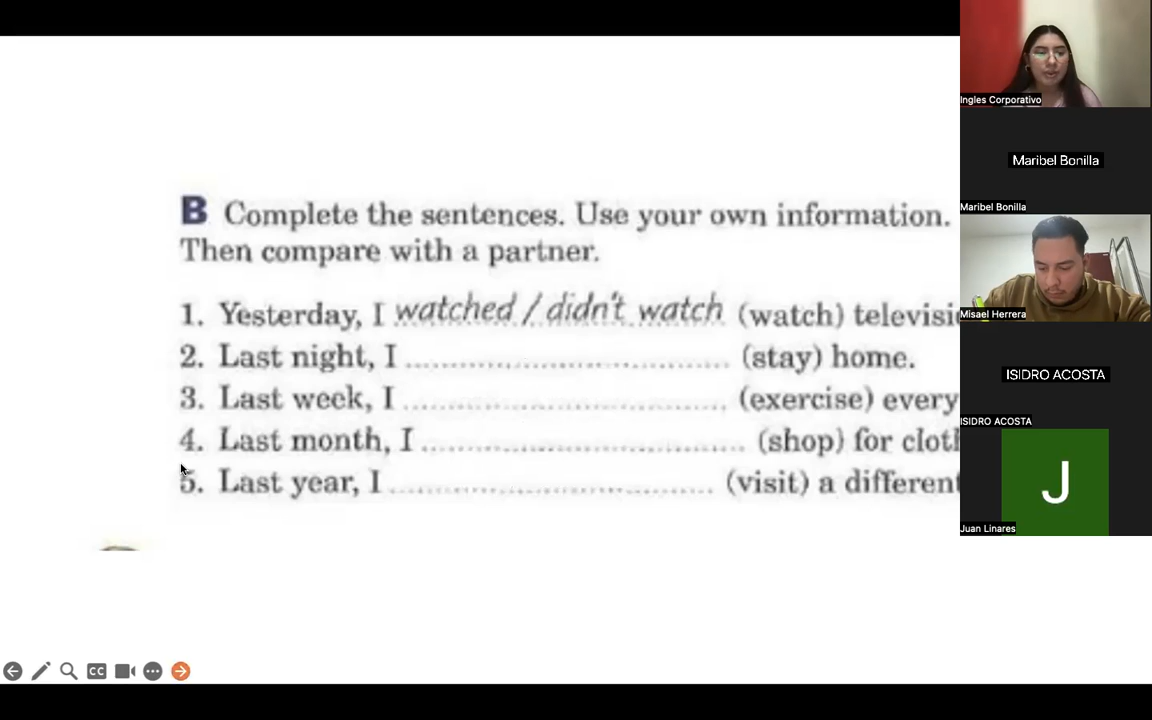 B Complete the sentences. Use your own information.
Then compare with a partner.
1. Yesterday, I watched / didn't watch (watch) televisi
2. Last night, I ........................ (stay) home.
3. Last week, I ........................ (exercise) every
4. Last month, I ........................ (shop) for clot
5. Last year, I ........................ (visit) a different
CC
Ingles Corporativo
Maribel Bonilla
Maribel Bonilla
Misael Herrera
ISIDRO ACOSTA
ISIDRO ACOSTA
J
Juan Linares